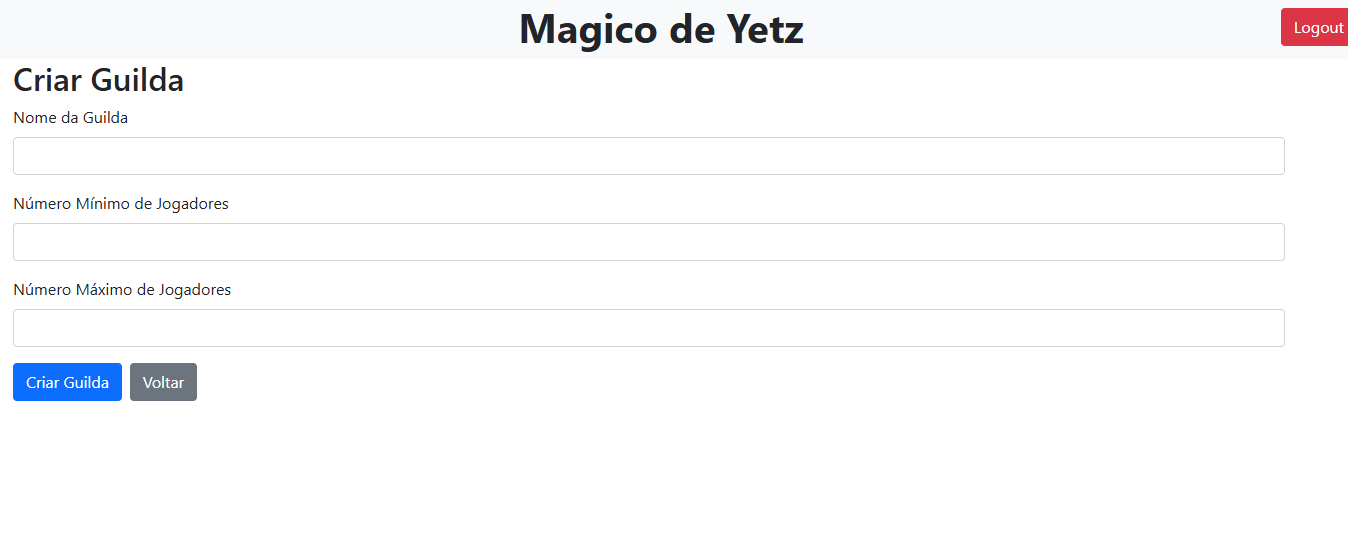 Magico de Yetz
Logout
Criar Guilda
Nome da Guilda
Número Mínimo de Jogadores
Número Máximo de Jogadores
Criar Guilda Voltar